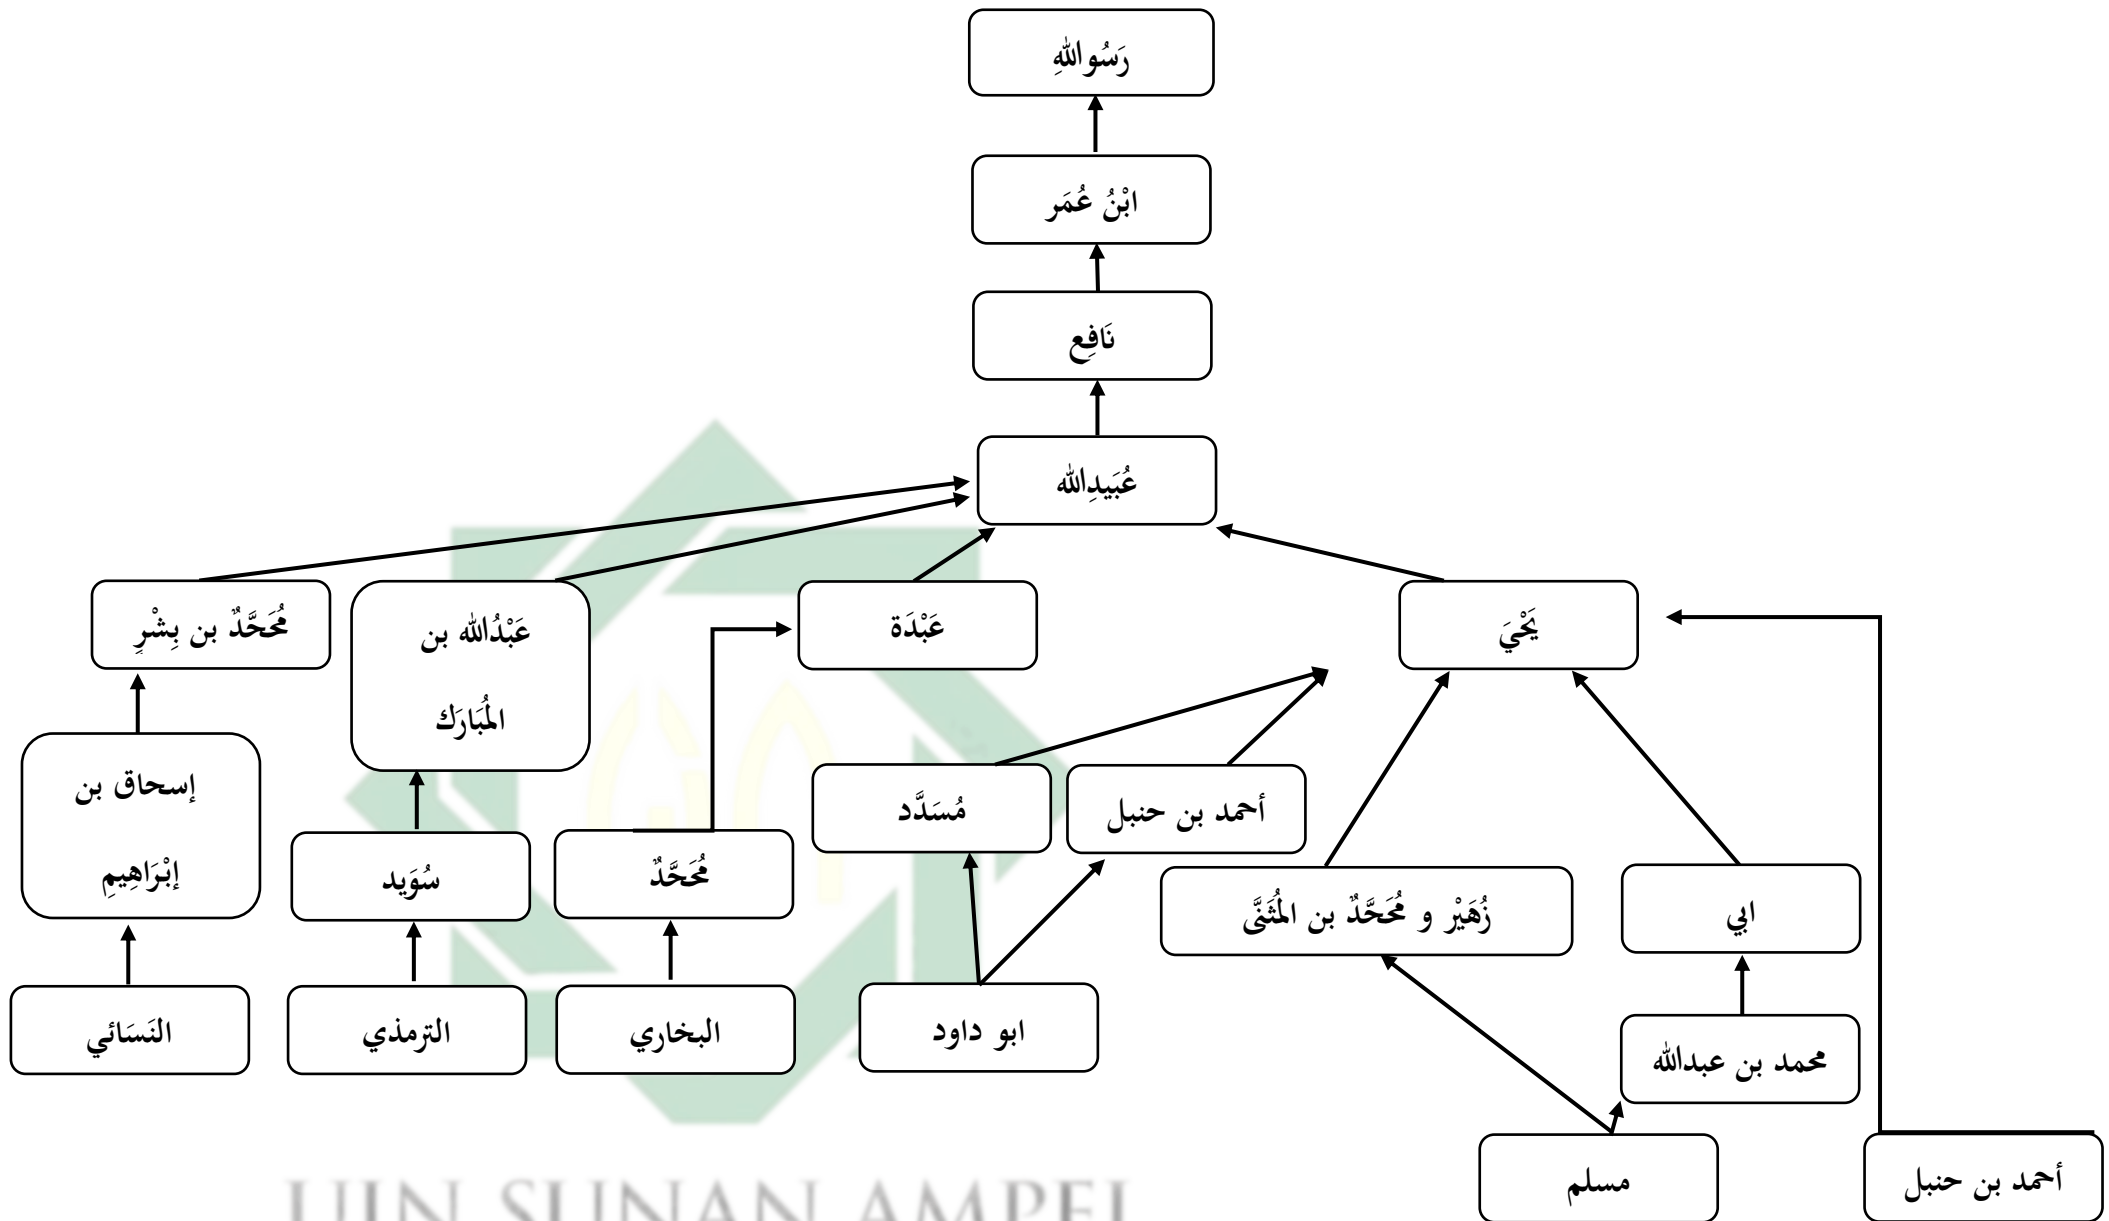 رَسُواللهِ
ابْنُ عُمَر
نَافِع
عُبَيدِالله
مُحَمَّدٌ بن بِشْرٍ
عَبْدُالله بن
المُبَارَك
عَبْدَة
يَحْيَ
إسحاق بن
إبْرَاهِيمِ
سُوَيد
مُحَمَّدٌ
مُسَدَّد
أحمد بن حنبل
زُهَيْر و مُحَمَّدٌ بن المُثَنَّى
ابي
النَسَائي
الترمذي
البخاري
ابو داود
محمد بن عبدالله
مسلم
أحمد بن حنبل
UIN SUNAN AMPEL